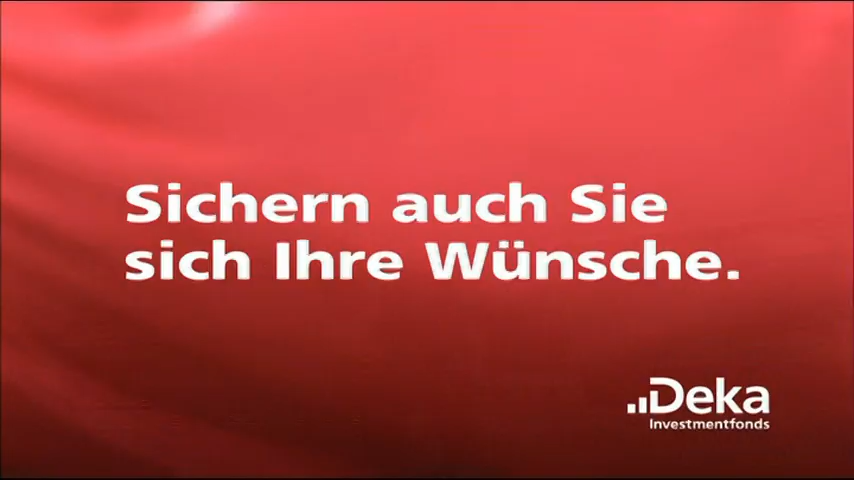 Sichern auch Sie
sich Ihre Wünsche.
Deka
Investmentfonds